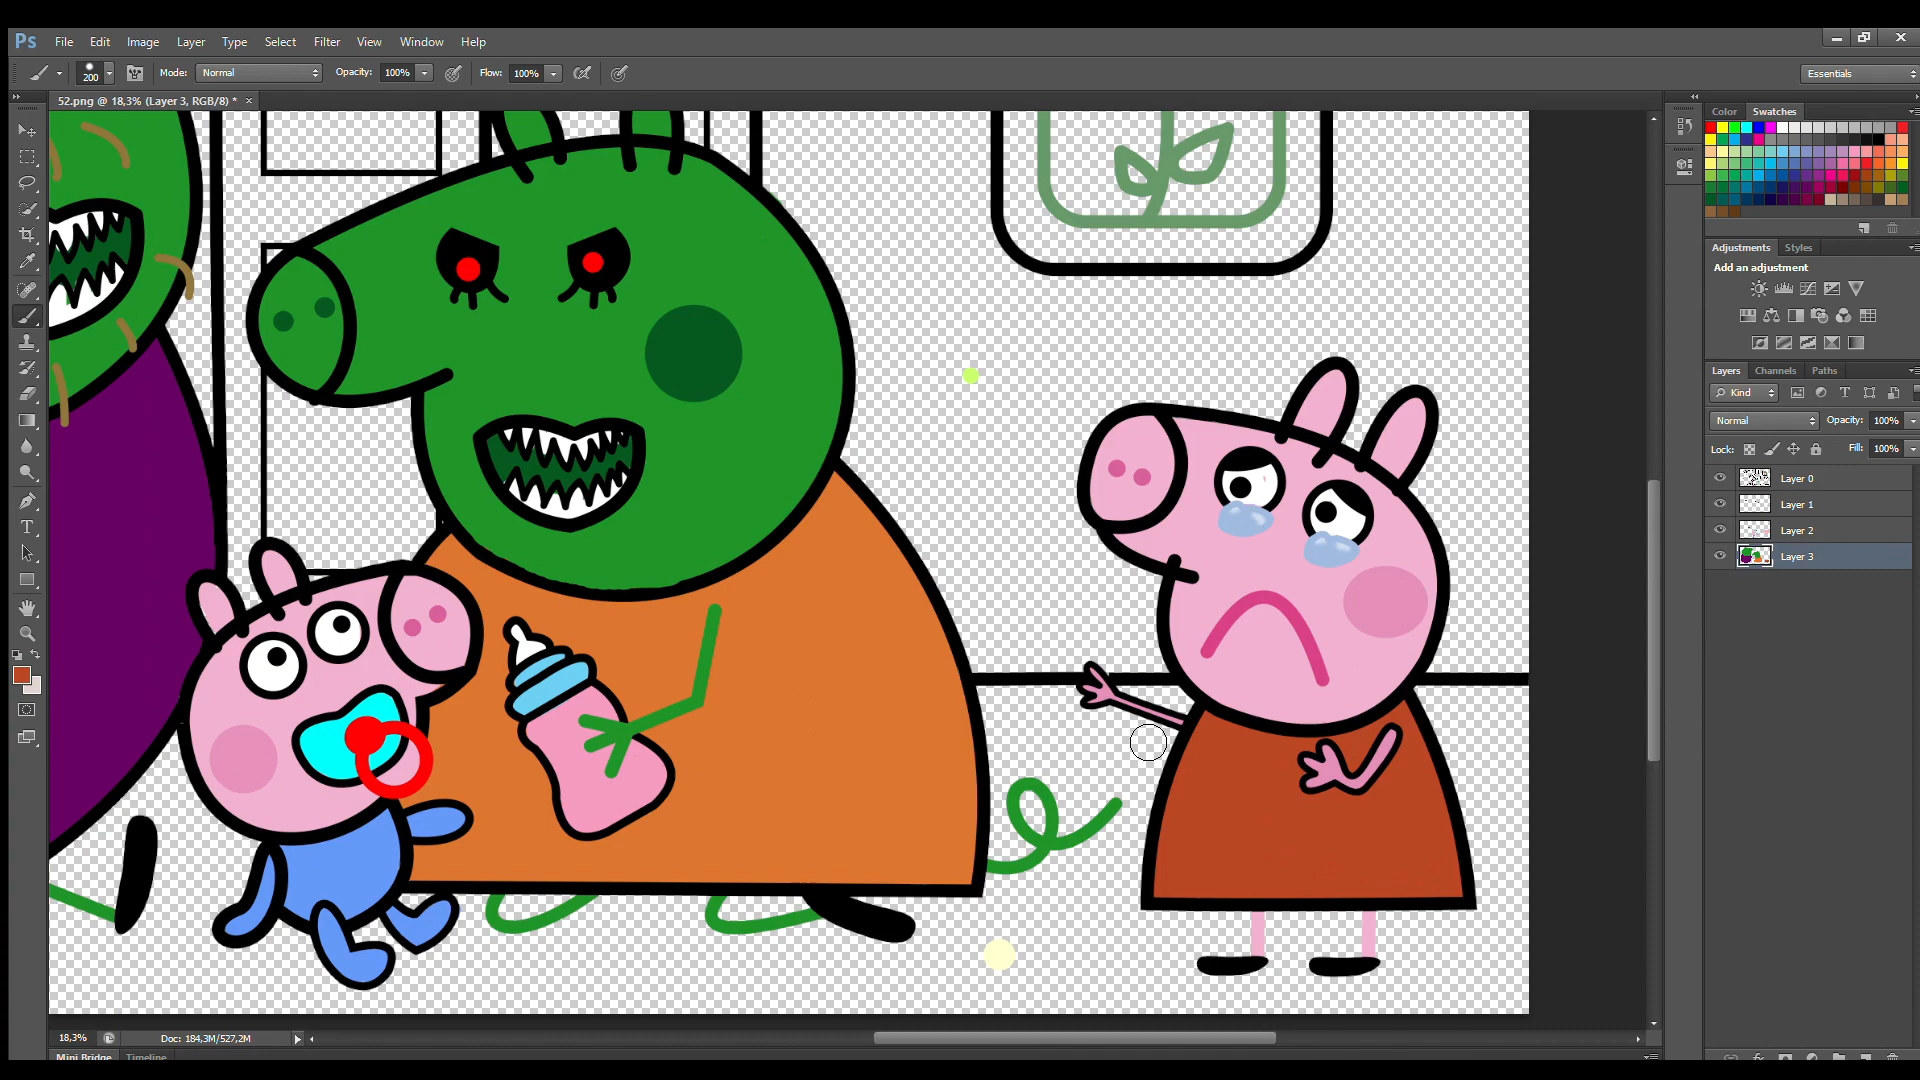 Ps File Edit Image Layer Type Select Filter View Window Help
200 Mode: Normal Opacity: 100% Flow: 100% Essentials
52.png @ 18,3% (Layer 3, RGB/8) * ×
Color Swatches
Adjustments Styles
Add an adjustment
Layers Channels Paths
Kind
Normal Opacity: 100%
Lock: Fill: 100%
Layer 0
Layer 1
Layer 2
Layer 3
18,3% Doc: 184,3M/527,2M
Mini Bridge Timeline